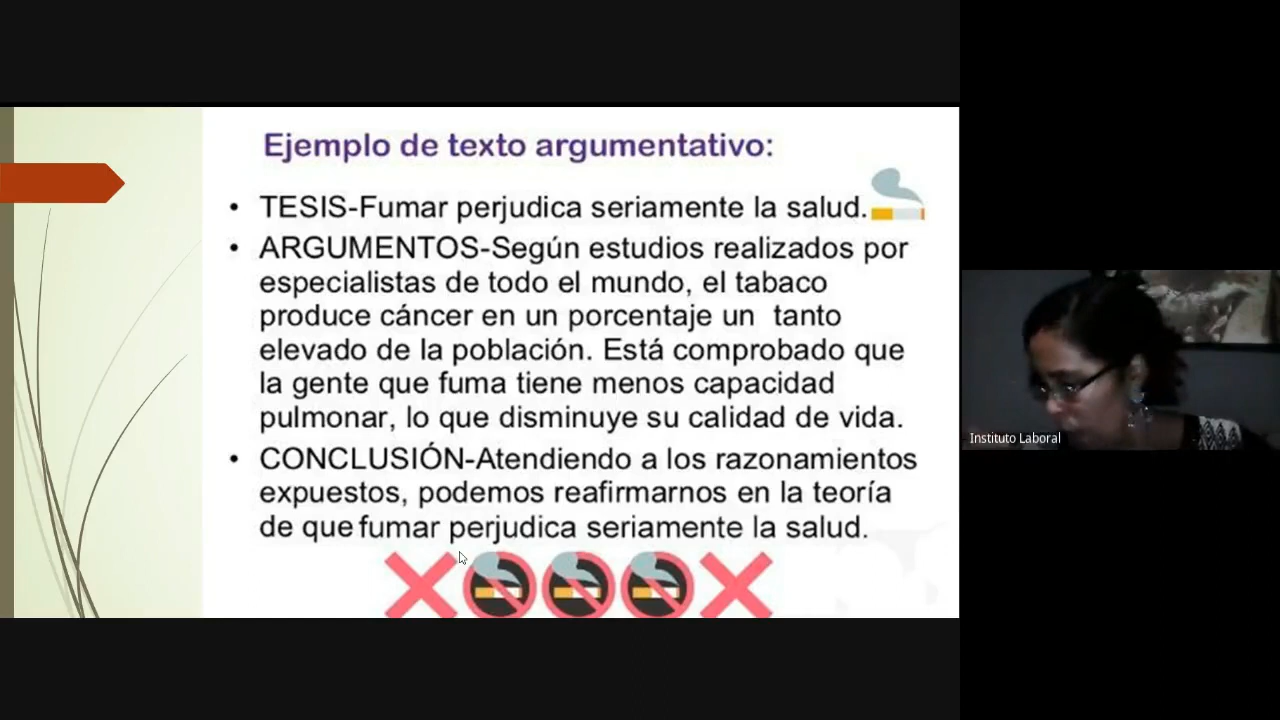 Ejemplo de texto argumentativo:
• TESIS-Fumar perjudica seriamente la salud.
• ARGUMENTOS-Según estudios realizados por
especialistas de todo el mundo, el tabaco
produce cáncer en un porcentaje un tanto
elevado de la población. Está comprobado que
la gente que fuma tiene menos capacidad
pulmonar, lo que disminuye su calidad de vida.
• CONCLUSIÓN-Atendiendo a los razonamientos
expuestos, podemos reafirmarnos en la teoría
de que fumar perjudica seriamente la salud.
Instituto Laboral